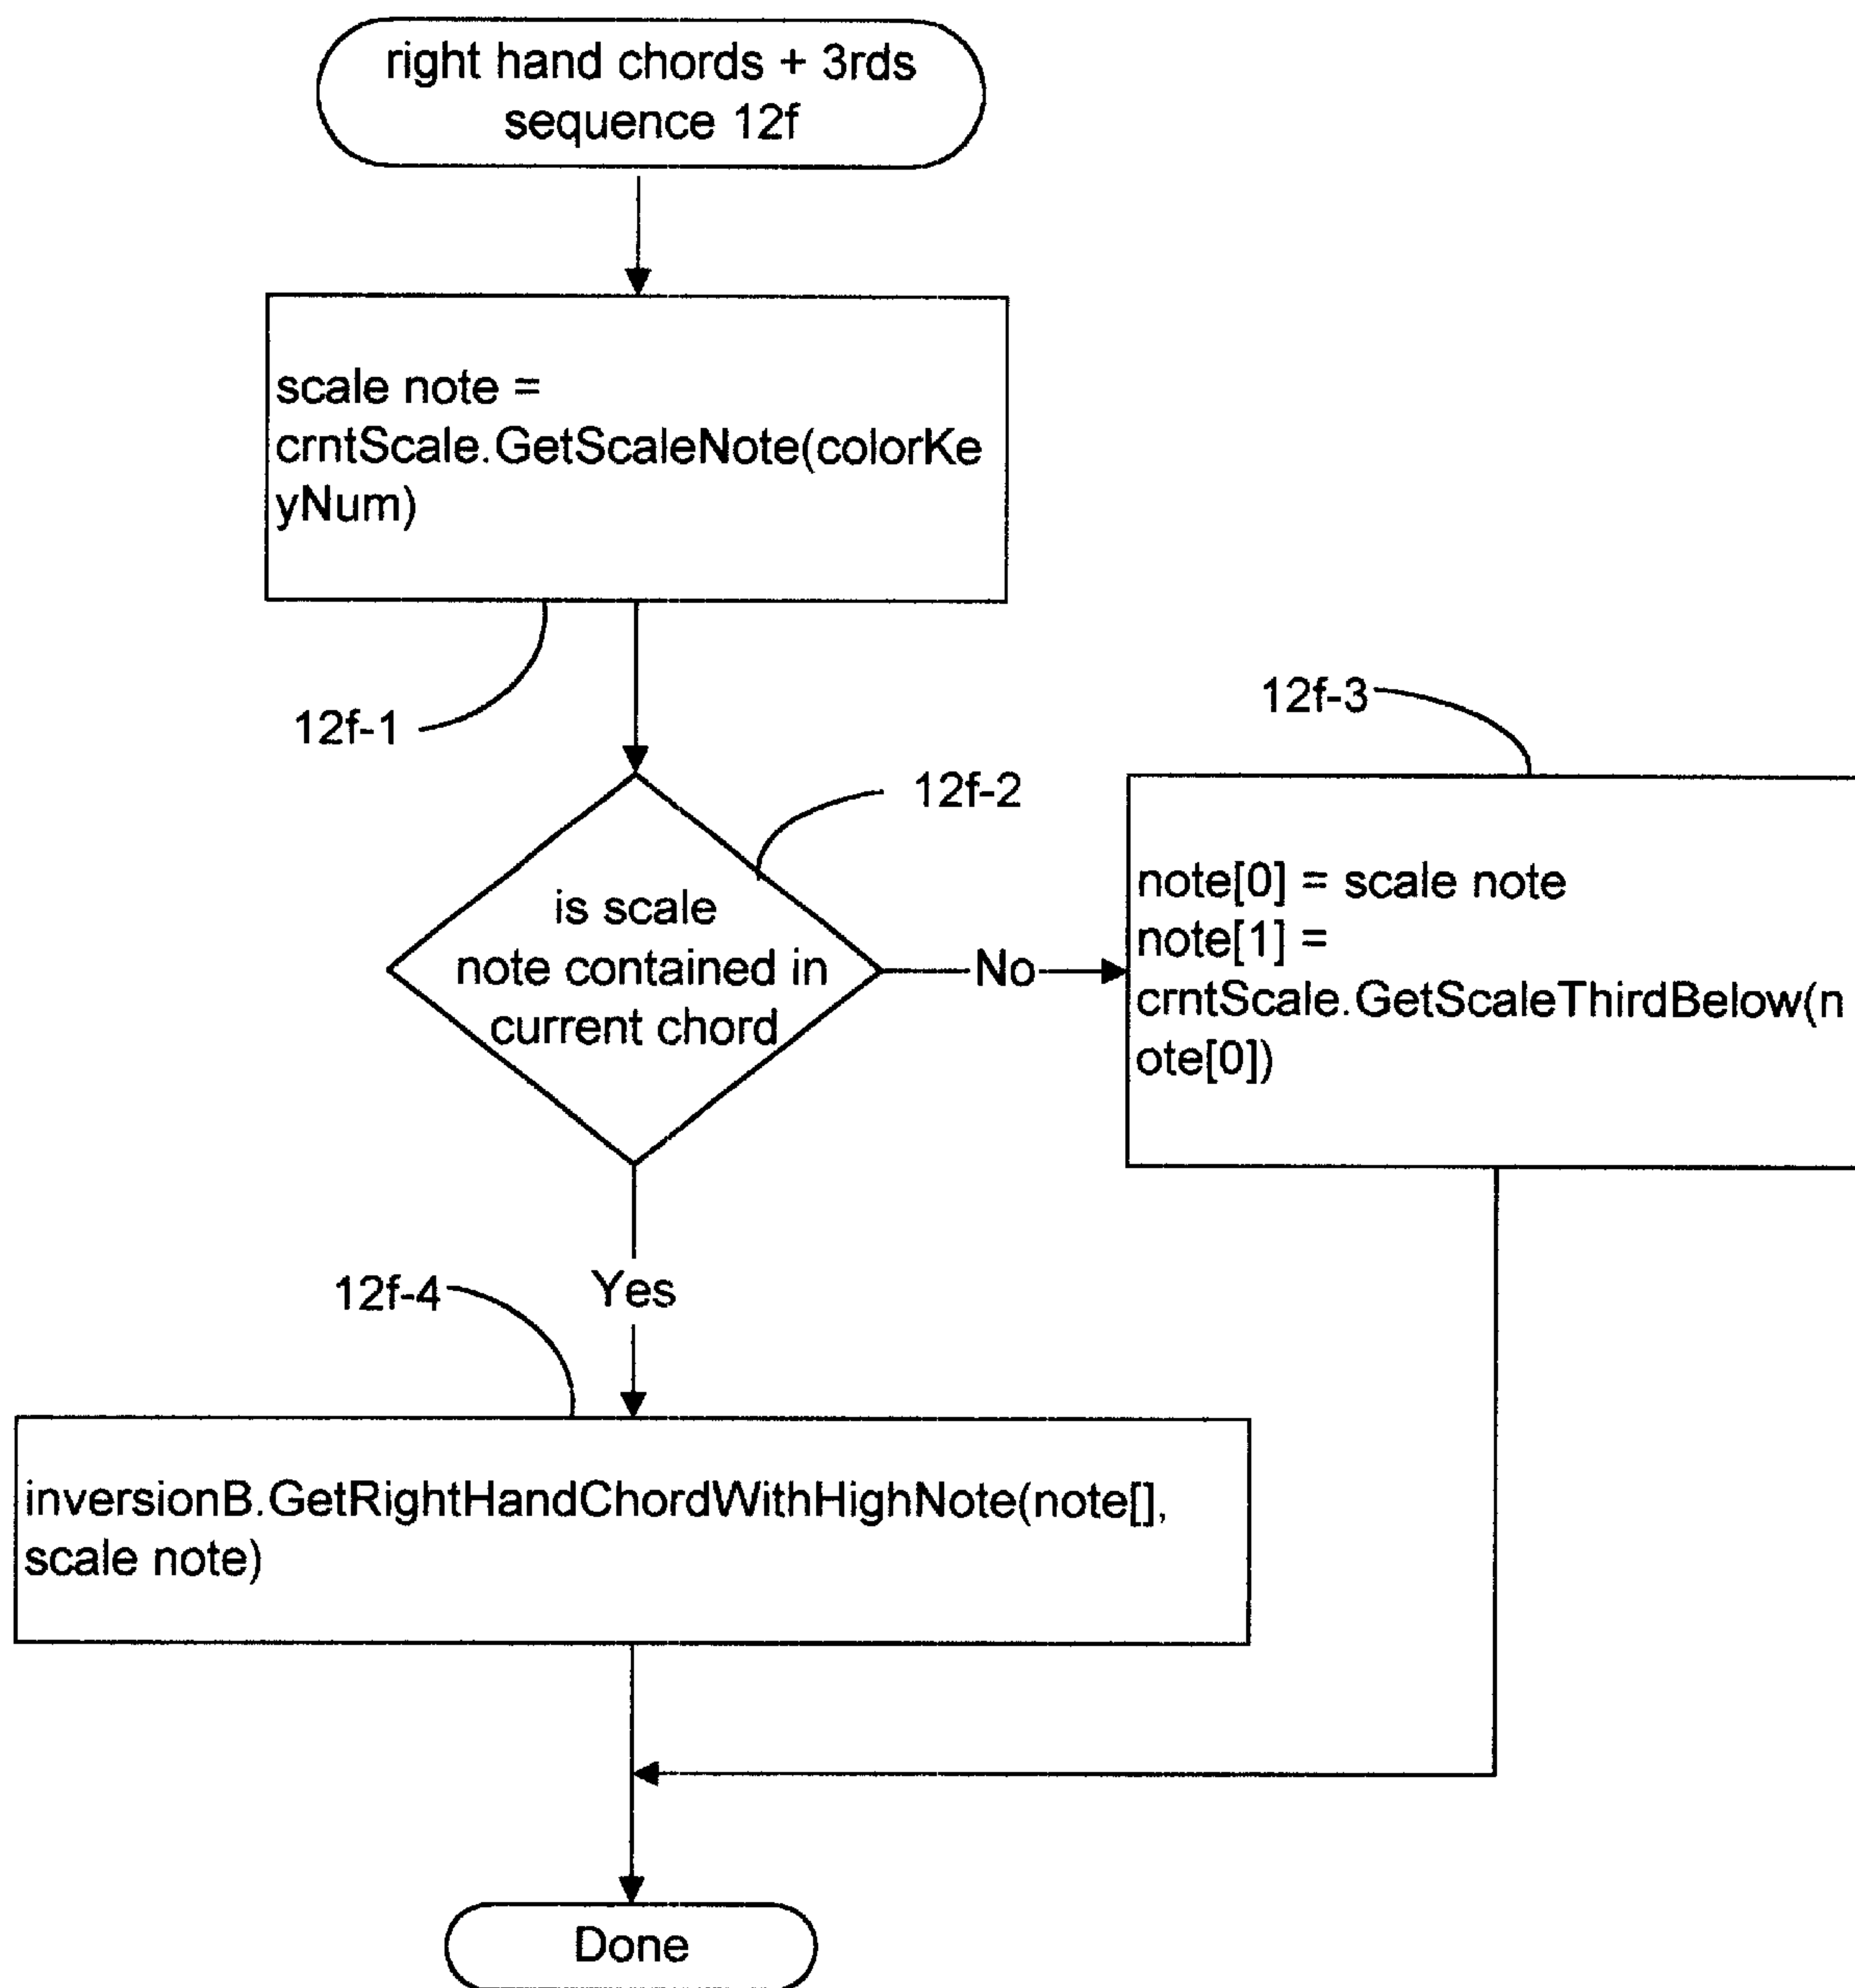 right hand chords + 3rds
sequence 12f
scale note =
crntScale.GetScaleNote(colorKe
yNum)
12f-1
12f-2
12f-3
is scale
note contained in
current chord
No
note[0] = scale note
note[1] =
crntScale.GetScaleThirdBelow(n
ote[0])
Yes
12f-4
inversionB.GetRightHandChordWithHighNote(note[],
scale note)
Done